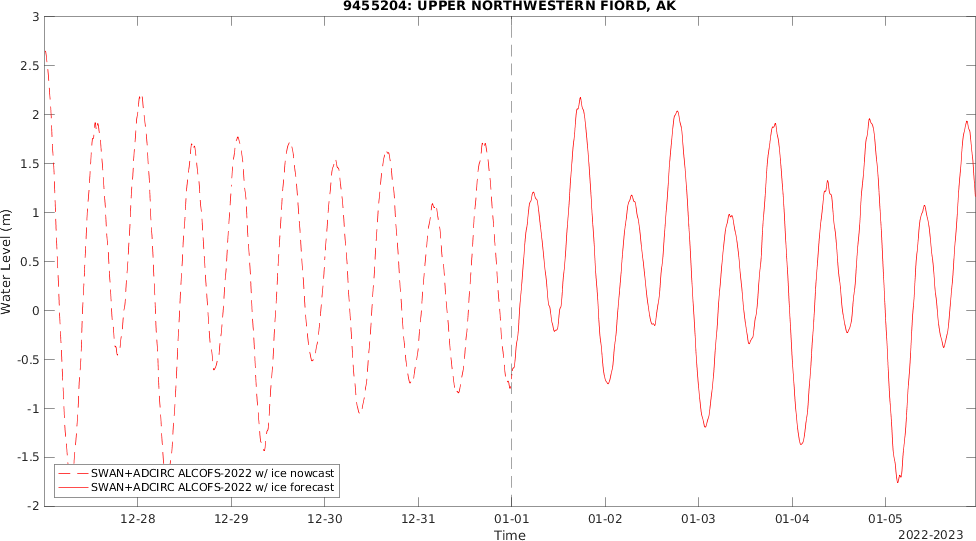 9455204: UPPER NORTHWESTERN FIORD, AK
3
2.5
2
1.5
1
0.5
0
-0.5
-1
-1.5
-2
Water Level (m)
SWAN+ADCIRC ALCOFS-2022 w/ ice nowcast
SWAN+ADCIRC ALCOFS-2022 w/ ice forecast
12-28 12-29 12-30 12-31 01-01 01-02 01-03 01-04 01-05
Time
2022-2023